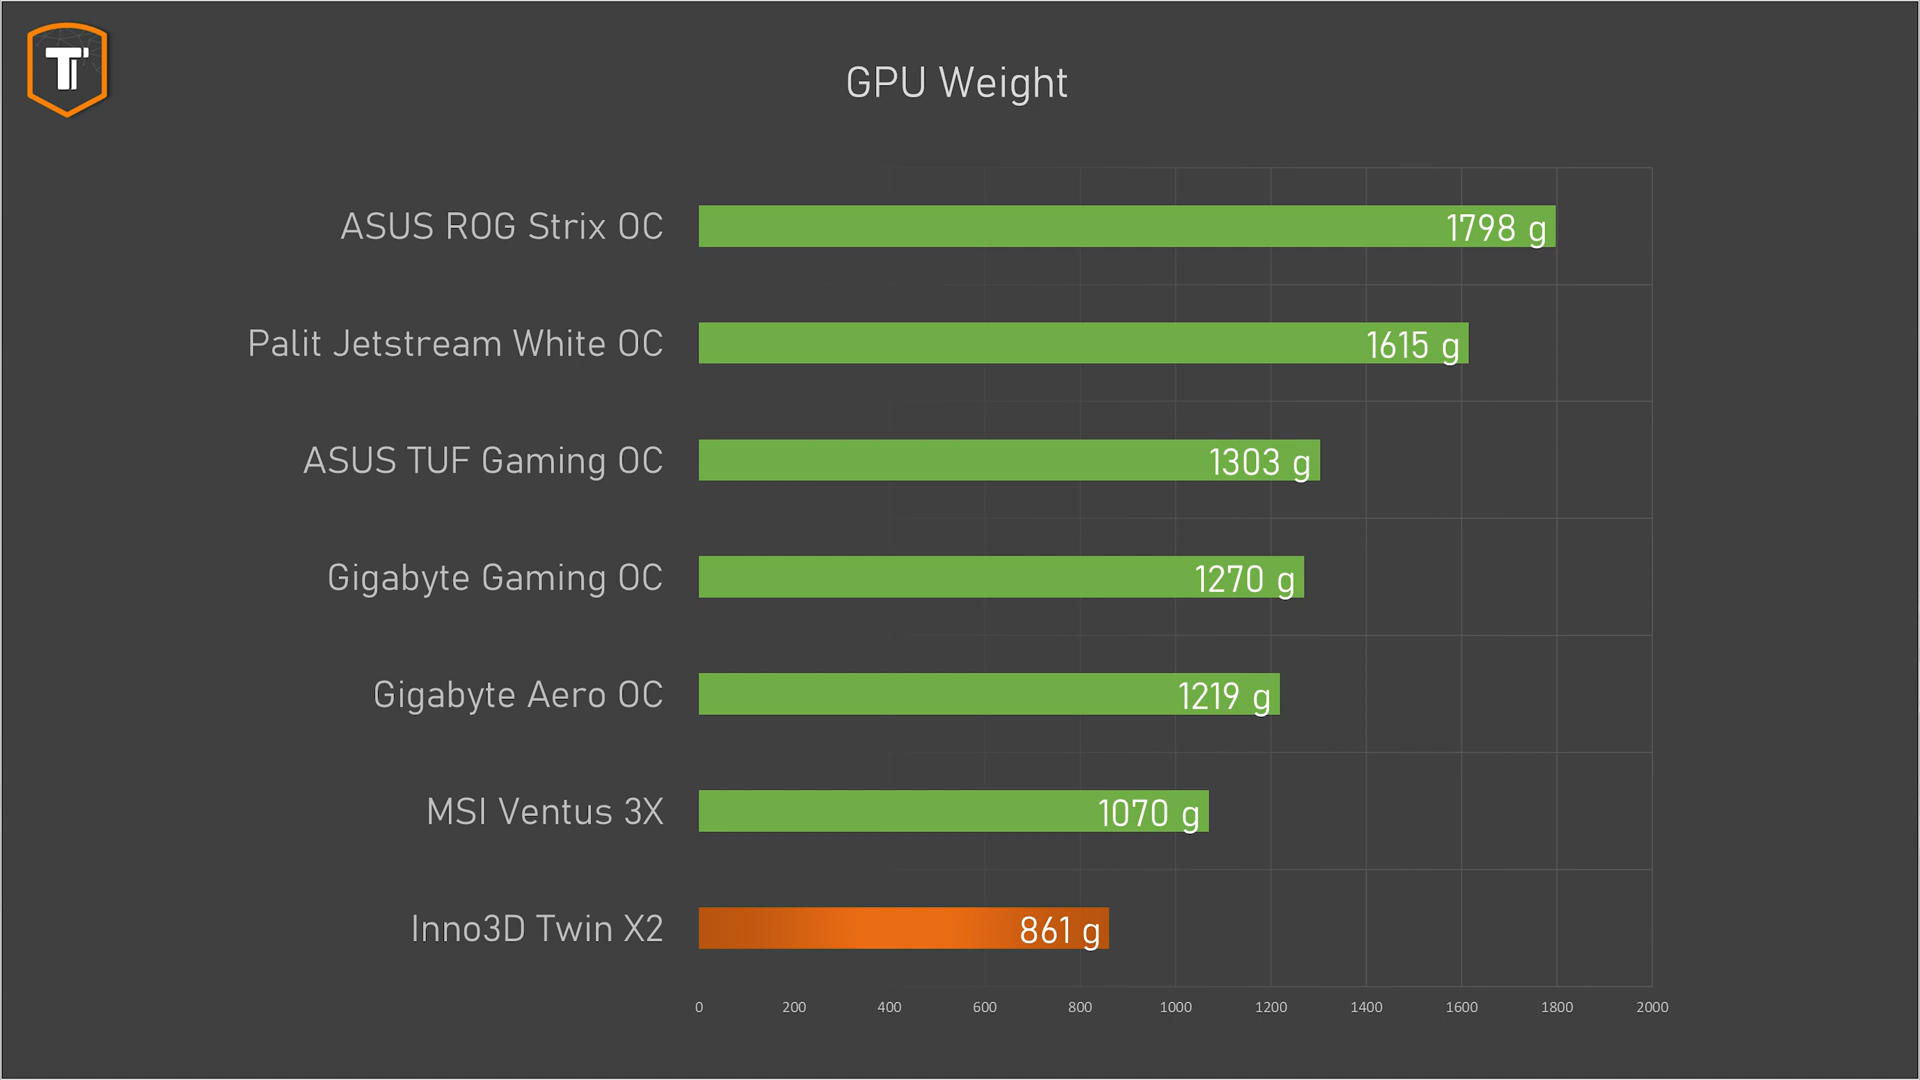 GPU Weight
ASUS ROG Strix OC 1798 g
Palit Jetstream White OC 1615 g
ASUS TUF Gaming OC 1303 g
Gigabyte Gaming OC 1270 g
Gigabyte Aero OC 1219 g
MSI Ventus 3X 1070 g
Inno3D Twin X2 861 g
0 200 400 600 800 1000 1200 1400 1600 1800 2000